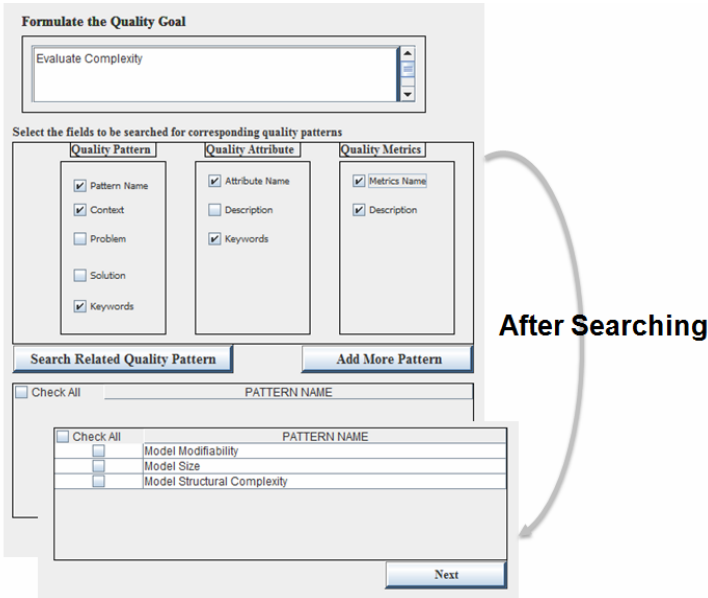 Formulate the Quality Goal
Evaluate Complexity
Select the fields to be searched for corresponding quality patterns
Quality Pattern Quality Attribute Quality Metrics
Pattern Name Attribute Name Metrics Name
Context Description Description
Problem Keywords
Solution
Keywords
After Searching
Search Related Quality Pattern Add More Pattern
Check All PATTERN NAME
Check All PATTERN NAME
Model Modifiability
Model Size
Model Structural Complexity
Next